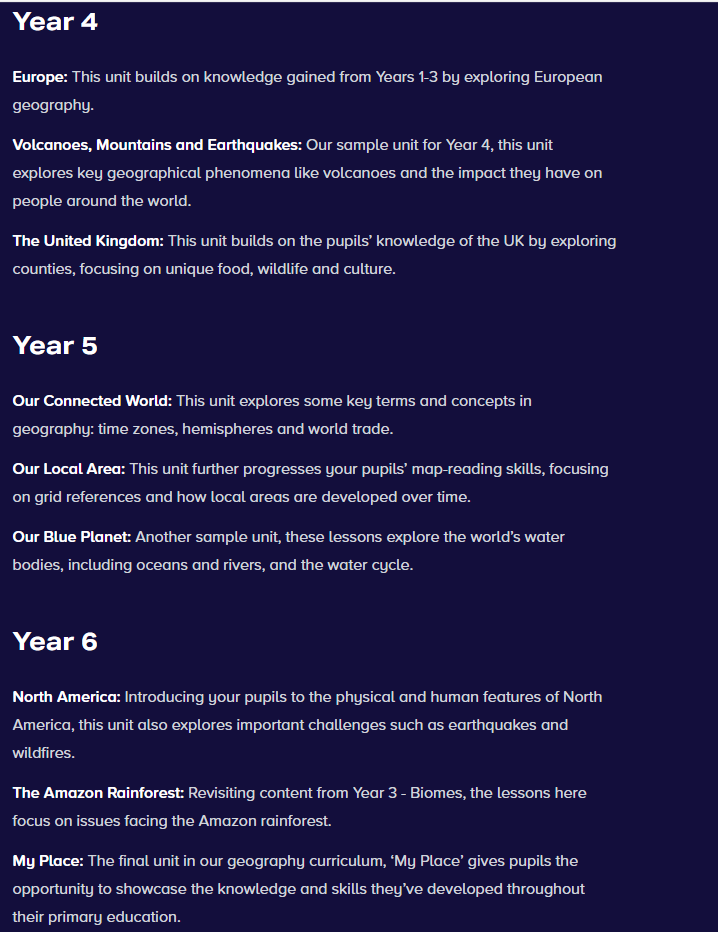 Year 4
Europe: This unit builds on knowledge gained from Years 1-3 by exploring European
geography.
Volcanoes, Mountains and Earthquakes: Our sample unit for Year 4, this unit
explores key geographical phenomena like volcanoes and the impact they have on
people around the world.
The United Kingdom: This unit builds on the pupils’ knowledge of the UK by exploring
counties, focusing on unique food, wildlife and culture.
Year 5
Our Connected World: This unit explores some key terms and concepts in
geography: time zones, hemispheres and world trade.
Our Local Area: This unit further progresses your pupils’ map-reading skills, focusing
on grid references and how local areas are developed over time.
Our Blue Planet: Another sample unit, these lessons explore the world’s water
bodies, including oceans and rivers, and the water cycle.
Year 6
North America: Introducing your pupils to the physical and human features of North
America, this unit also explores important challenges such as earthquakes and
wildfires.
The Amazon Rainforest: Revisiting content from Year 3 - Biomes, the lessons here
focus on issues facing the Amazon rainforest.
My Place: The final unit in our geography curriculum, ‘My Place’ gives pupils the
opportunity to showcase the knowledge and skills they’ve developed throughout
their primary education.